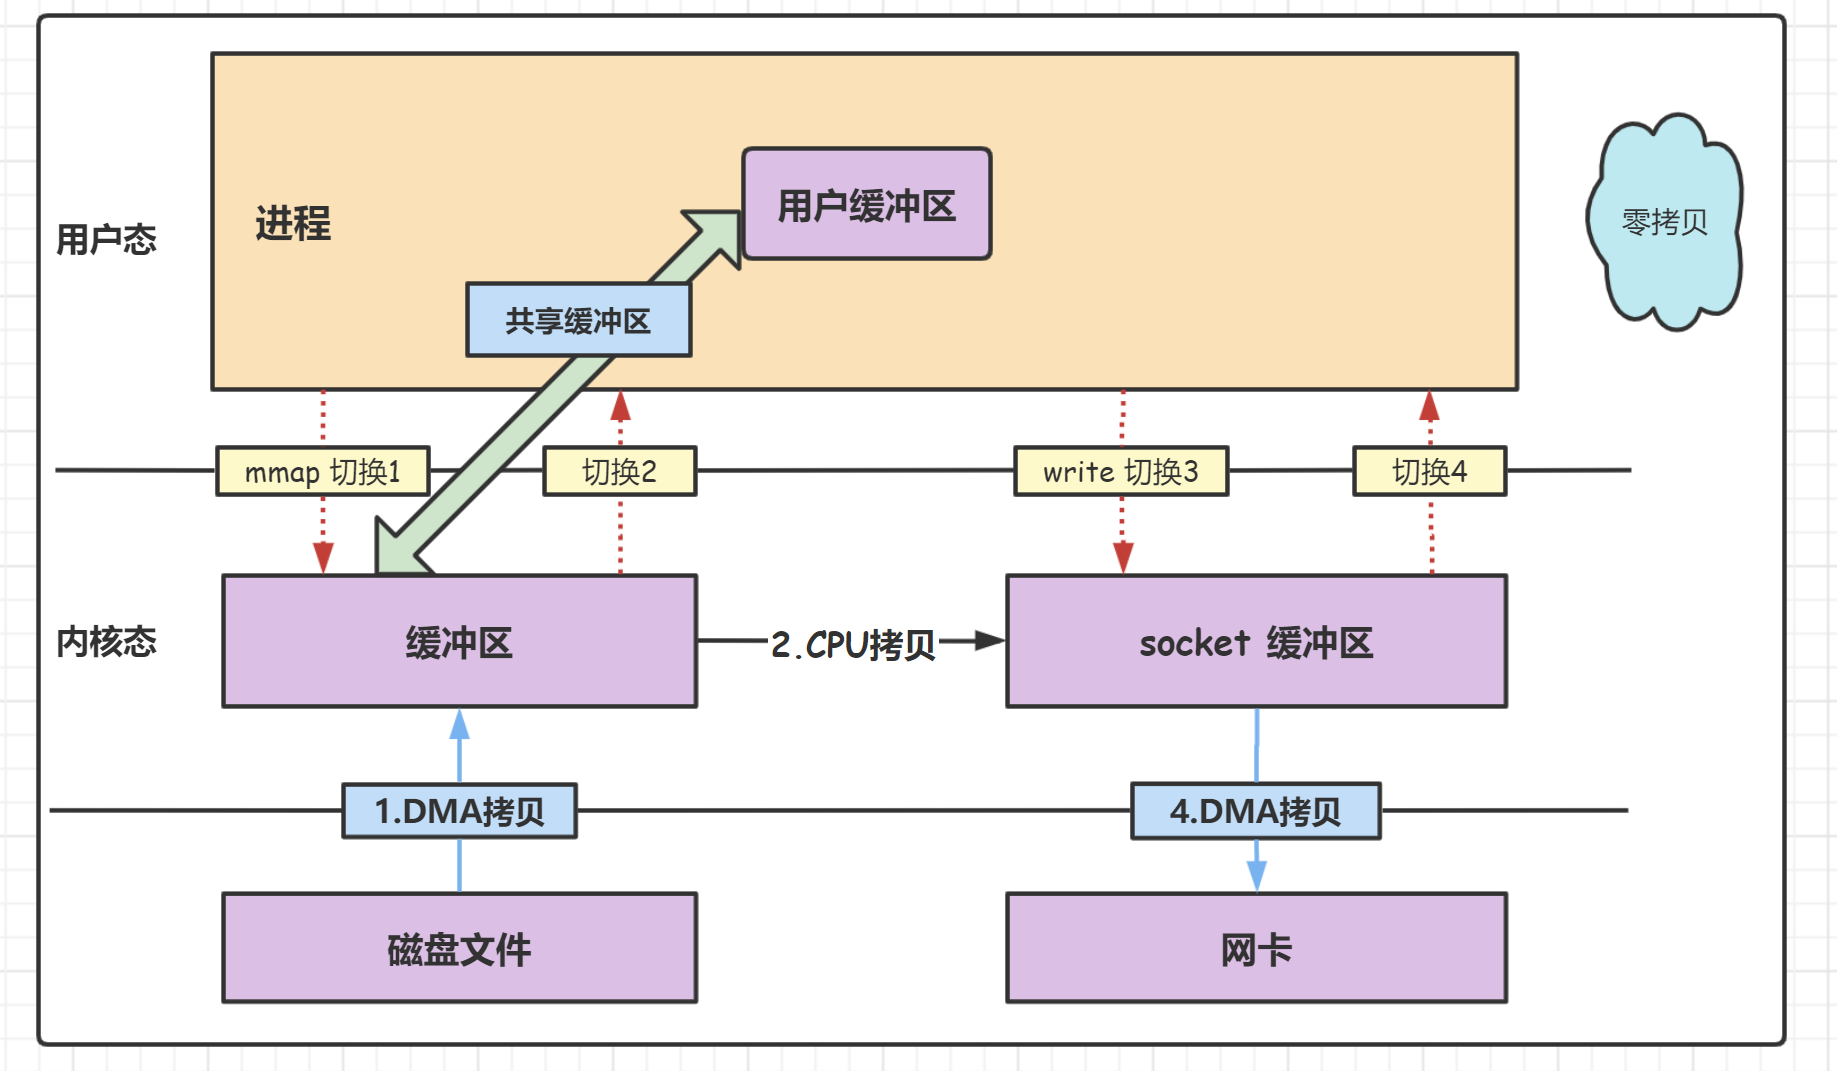 用户缓冲区
进程
零拷贝
用户态
共享缓冲区
mmap 切换1
切换2
write 切换3
切换4
内核态
缓冲区
2.CPU拷贝
socket 缓冲区
1.DMA拷贝
4.DMA拷贝
磁盘文件
网卡